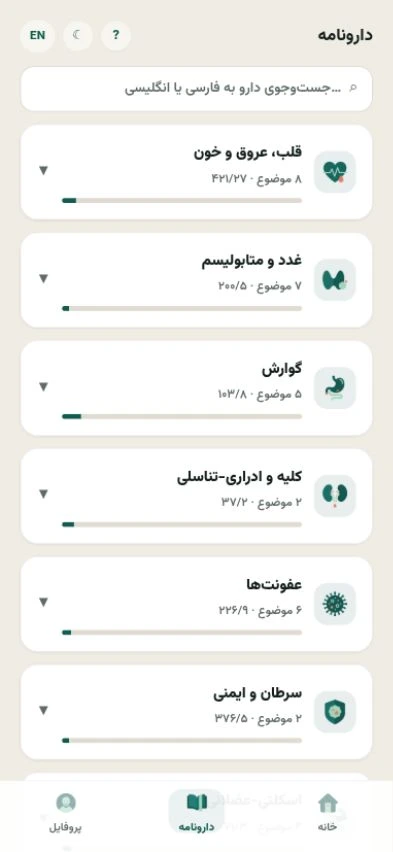 دارونامه
?
☾
EN
جست‌وجوی دارو به فارسی یا انگلیسی...
قلب، عروق و خون
۸ موضوع · ۴۲۱/۲۷
غدد و متابولیسم
۷ موضوع · ۲۰۰/۵
گوارش
۵ موضوع · ۱۰۳/۸
کلیه و ادراری-تناسلی
۲ موضوع · ۳۷/۲
عفونت‌ها
۶ موضوع · ۲۲۶/۹
سرطان و ایمنی
۲ موضوع · ۳۷۶/۵
اسکلتی-عضلانی
خانه
دارونامه
پروفایل